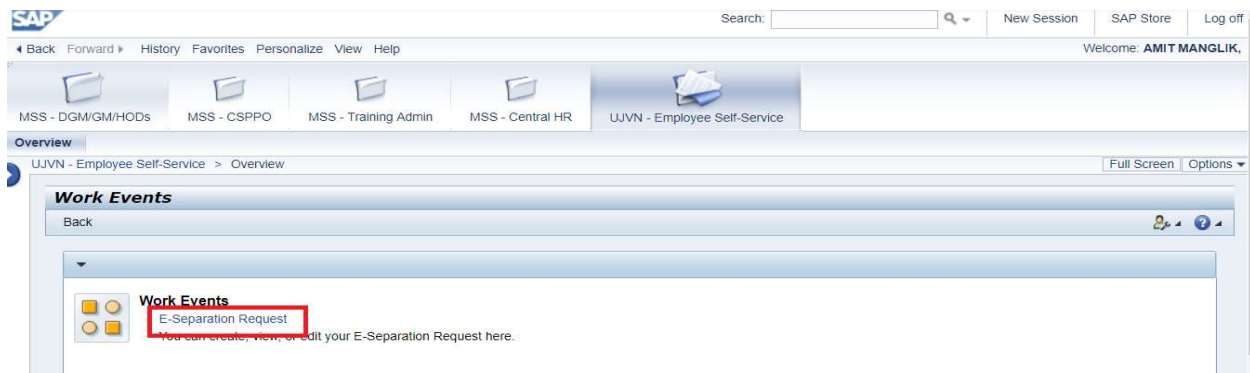 SAP
Search:
New Session
SAP Store
Log off
Back Forward History Favorites Personalize View Help
Welcome: AMIT MANGLIK,
MSS - DGM/GM/HODs
MSS - CSPPO
MSS - Training Admin
MSS - Central HR
UJVN - Employee Self-Service
Overview
UJVN - Employee Self-Service > Overview
Full Screen
Options
Work Events
Back
Work Events
E-Separation Request
You can create, view, or edit your E-Separation Request here.